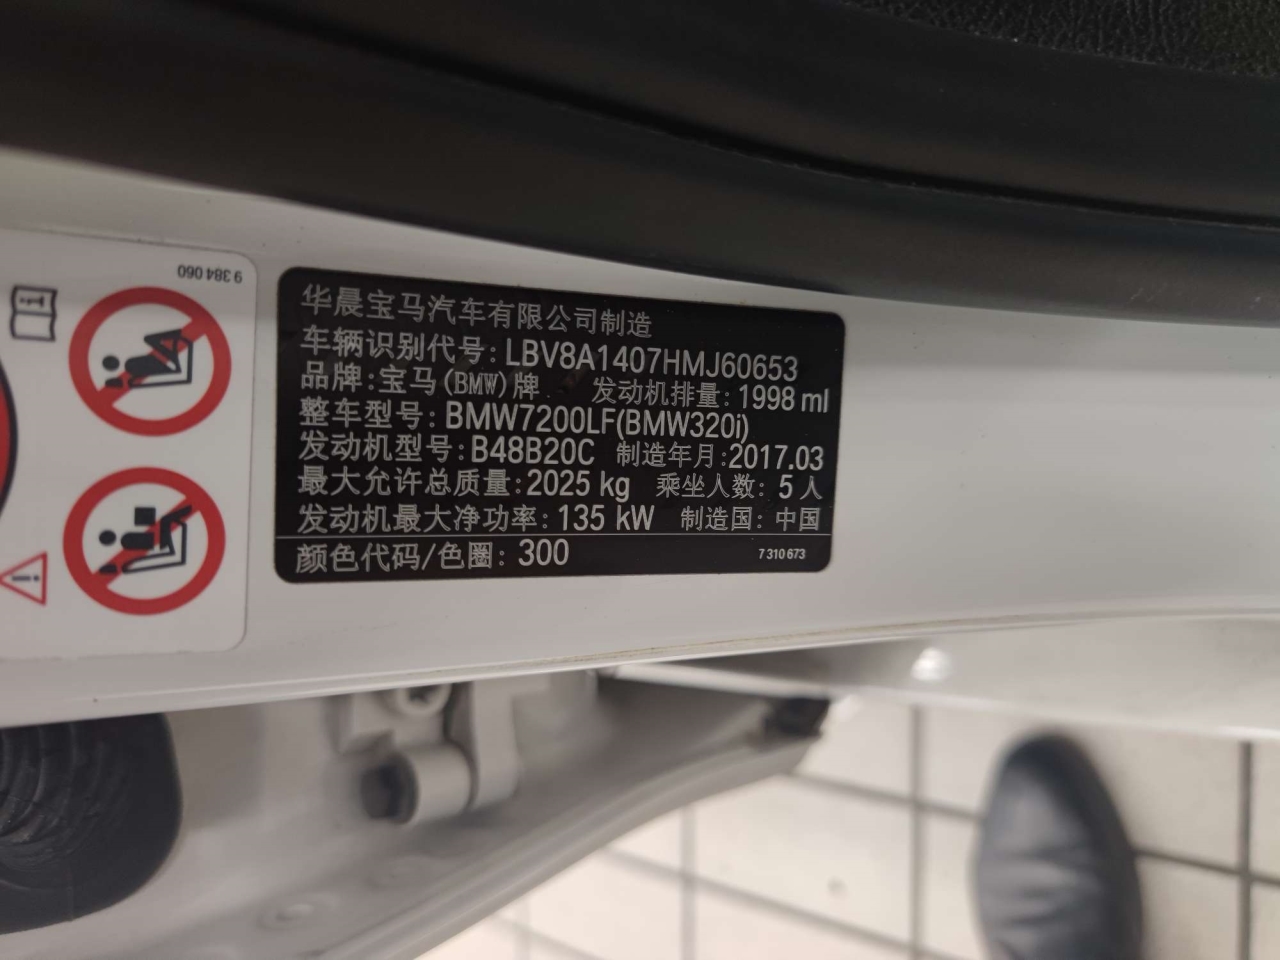 9 384 060
华晨宝马汽车有限公司制造
车辆识别代号: LBV8A1407HMJ60653
品牌: 宝马(BMW)牌 发动机排量: 1998 ml
整车型号: BMW7200LF(BMW320i)
发动机型号: B48B20C 制造年月: 2017.03
最大允许总质量: 2025 kg 乘坐人数: 5 人
发动机最大净功率: 135 kW 制造国: 中国
颜色代码/色圈: 300 7 310 673